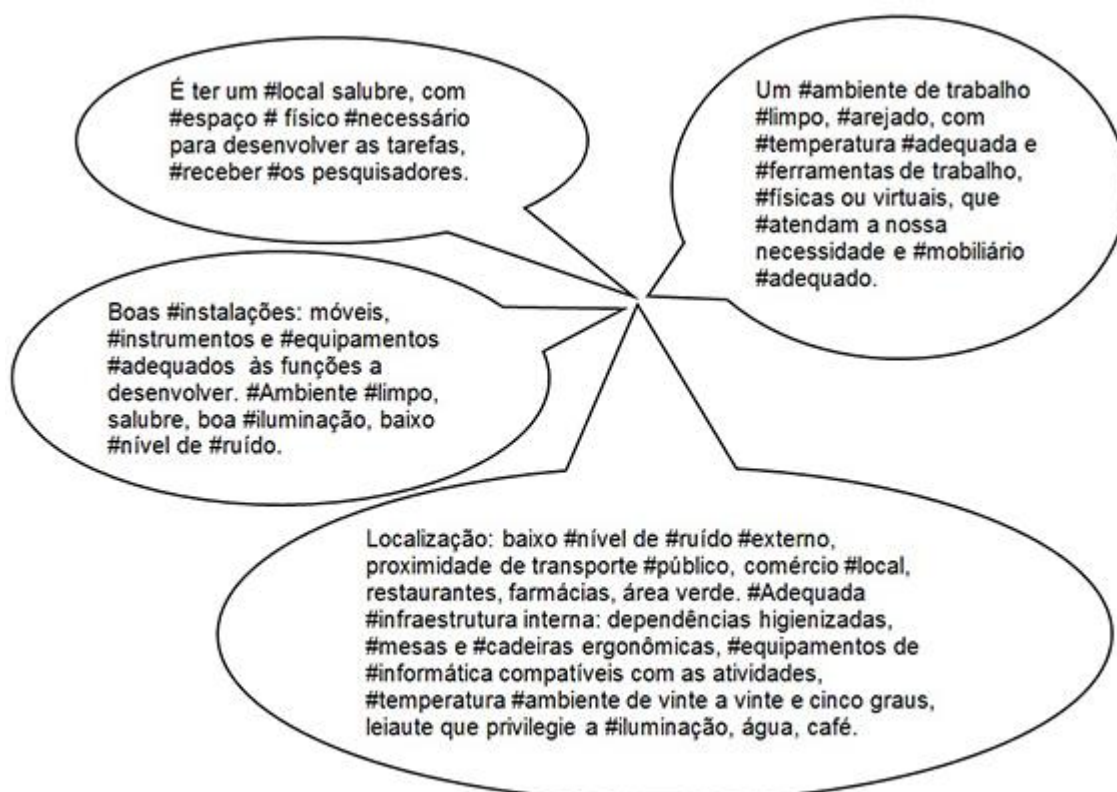 É ter um #local salubre, com
#espaço # físico #necessário
para desenvolver as tarefas,
#receber #os pesquisadores.
Um #ambiente de trabalho
#limpo, #arejado, com
#temperatura #adequada e
#ferramentas de trabalho,
#físicas ou virtuais, que
#atendam a nossa
necessidade e #mobiliário
#adequado.
Boas #instalações: móveis,
#instrumentos e #equipamentos
#adequados às funções a
desenvolver. #Ambiente #limpo,
salubre, boa #iluminação, baixo
#nível de #ruído.
Localização: baixo #nível de #ruído #externo,
proximidade de transporte #público, comércio #local,
restaurantes, farmácias, área verde. #Adequada
#infraestrutura interna: dependências higienizadas,
#mesas e #cadeiras ergonômicas, #equipamentos de
#informática compatíveis com as atividades,
#temperatura #ambiente de vinte a vinte e cinco graus,
leiaute que privilegie a #iluminação, água, café.